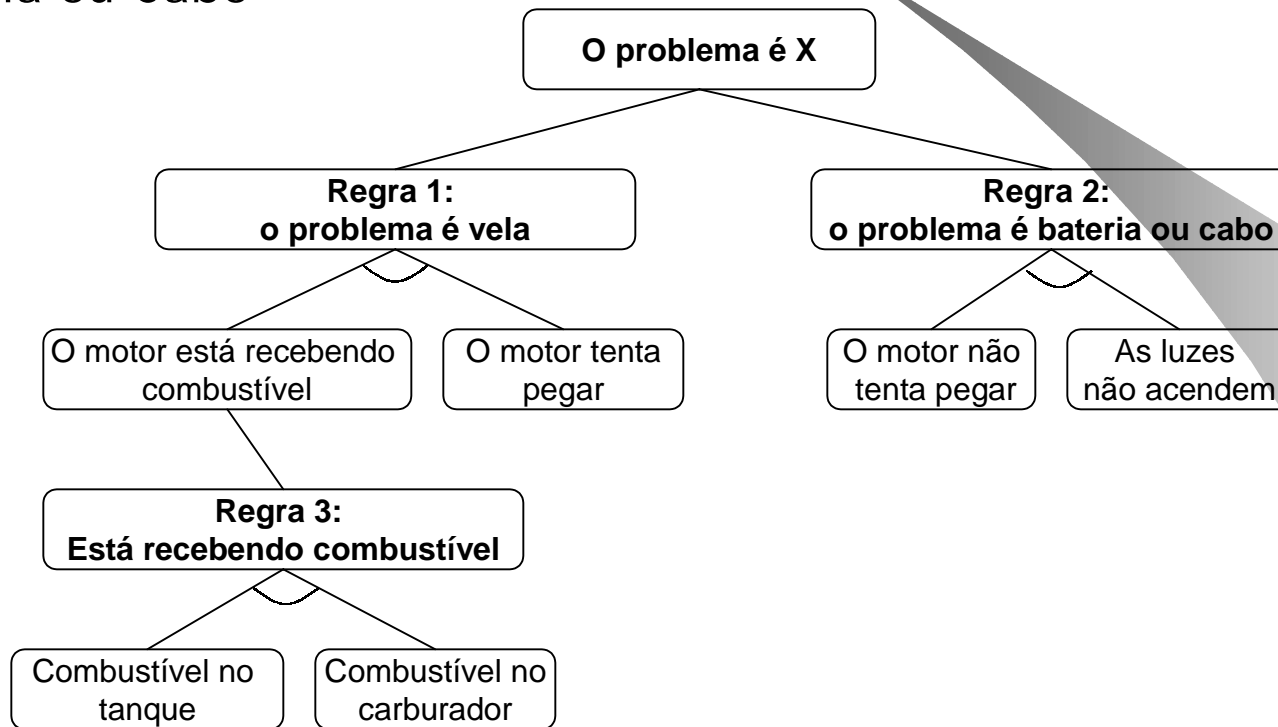 ou cabo
O problema é X
Regra 1:
o problema é vela
Regra 2:
o problema é bateria ou cabo
O motor está recebendo
combustível
O motor tenta
pegar
O motor não
tenta pegar
As luzes
não acendem
Regra 3:
Está recebendo combustível
Combustível no
tanque
Combustível no
carburador